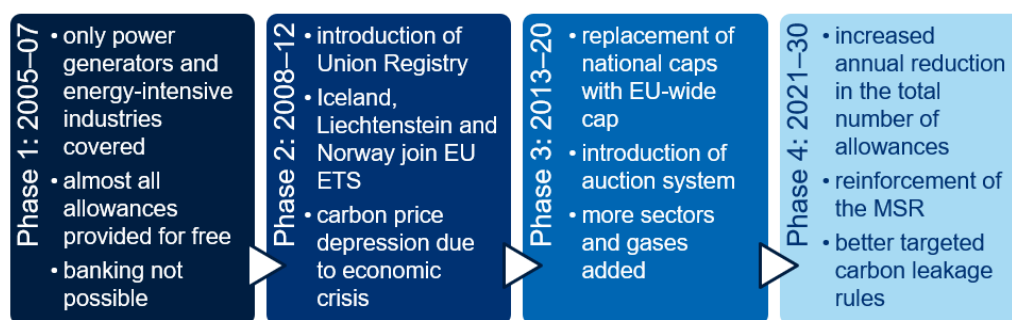 Phase 1: 2005–07
• only power
generators and
energy-intensive
industries
covered
• almost all
allowances
provided for free
• banking not
possible
Phase 2: 2008–12
• introduction of
Union Registry
• Iceland,
Liechtenstein and
Norway join EU
ETS
• carbon price
depression due
to economic
crisis
Phase 3: 2013–20
• replacement of
national caps
with EU-wide
cap
• introduction of
auction system
• more sectors
and gases
added
Phase 4: 2021–30
• increased
annual reduction
in the total
number of
allowances
• reinforcement of
the MSR
• better targeted
carbon leakage
rules